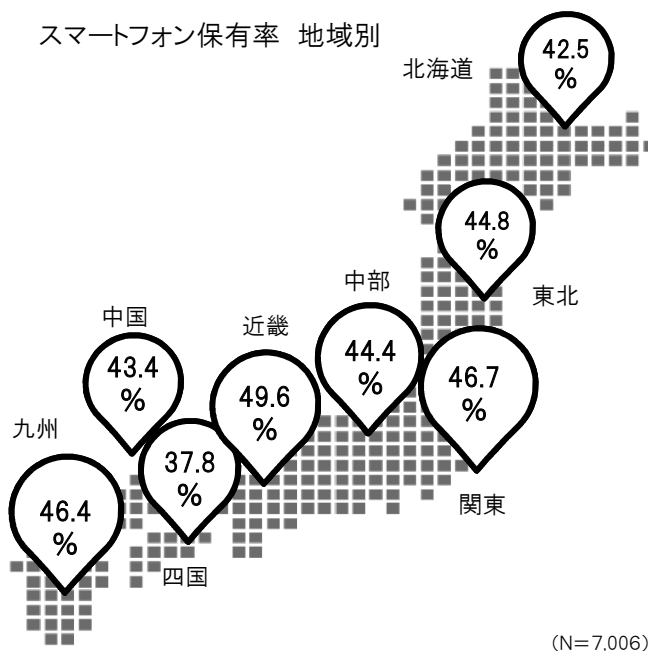 スマートフォン保有率 地域別
北海道
42.5
%
44.8
%
東北
中部
44.4
%
近畿
49.6
%
中国
43.4
%
46.7
%
関東
九州
46.4
%
37.8
%
四国
(N=7,006)